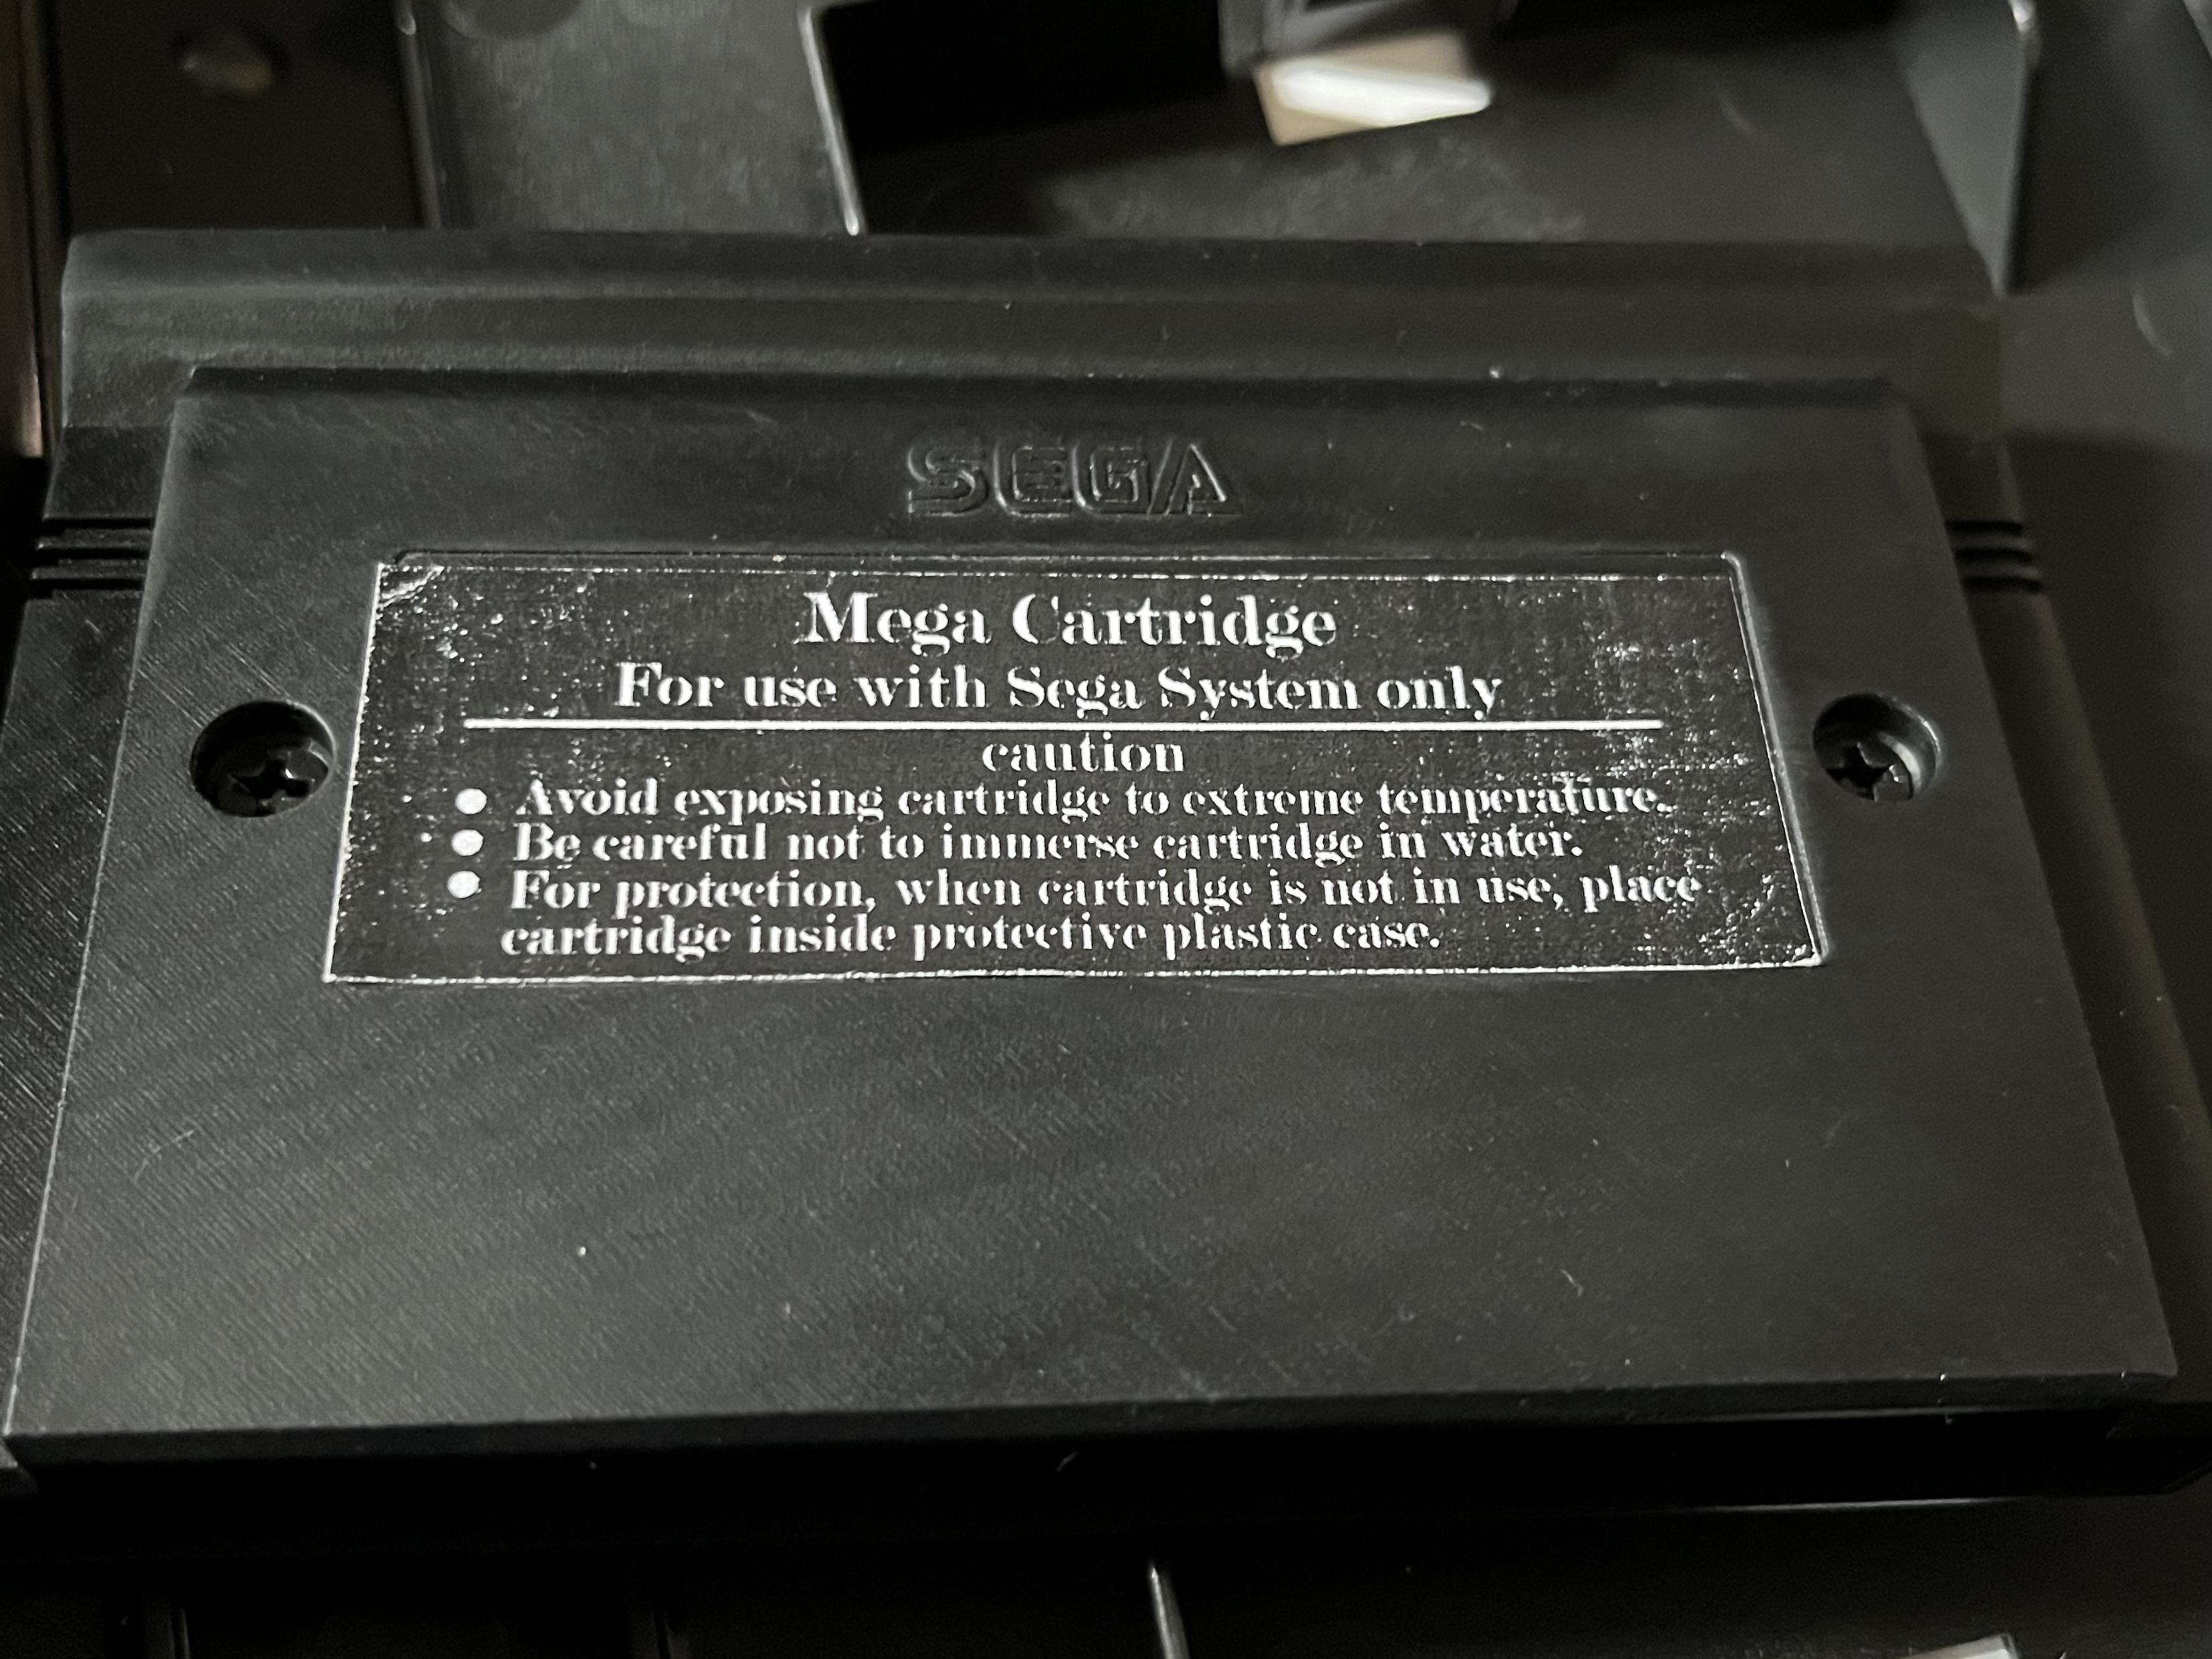 SEGA
Mega Cartridge
For use with Sega System only
caution
● Avoid exposing cartridge to extreme temperature.
● Be careful not to immerse cartridge in water.
● For protection, when cartridge is not in use, place
cartridge inside protective plastic case.